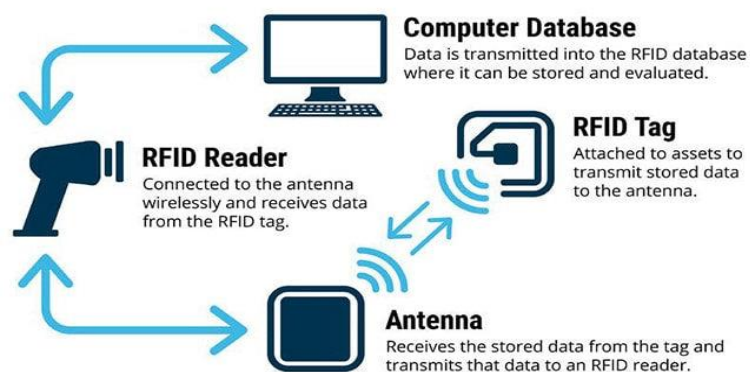 Computer Database
Data is transmitted into the RFID database
where it can be stored and evaluated.
RFID Tag
Attached to assets to
transmit stored data
to the antenna.
RFID Reader
Connected to the antenna
wirelessly and receives data
from the RFID tag.
Antenna
Receives the stored data from the tag and
transmits that data to an RFID reader.